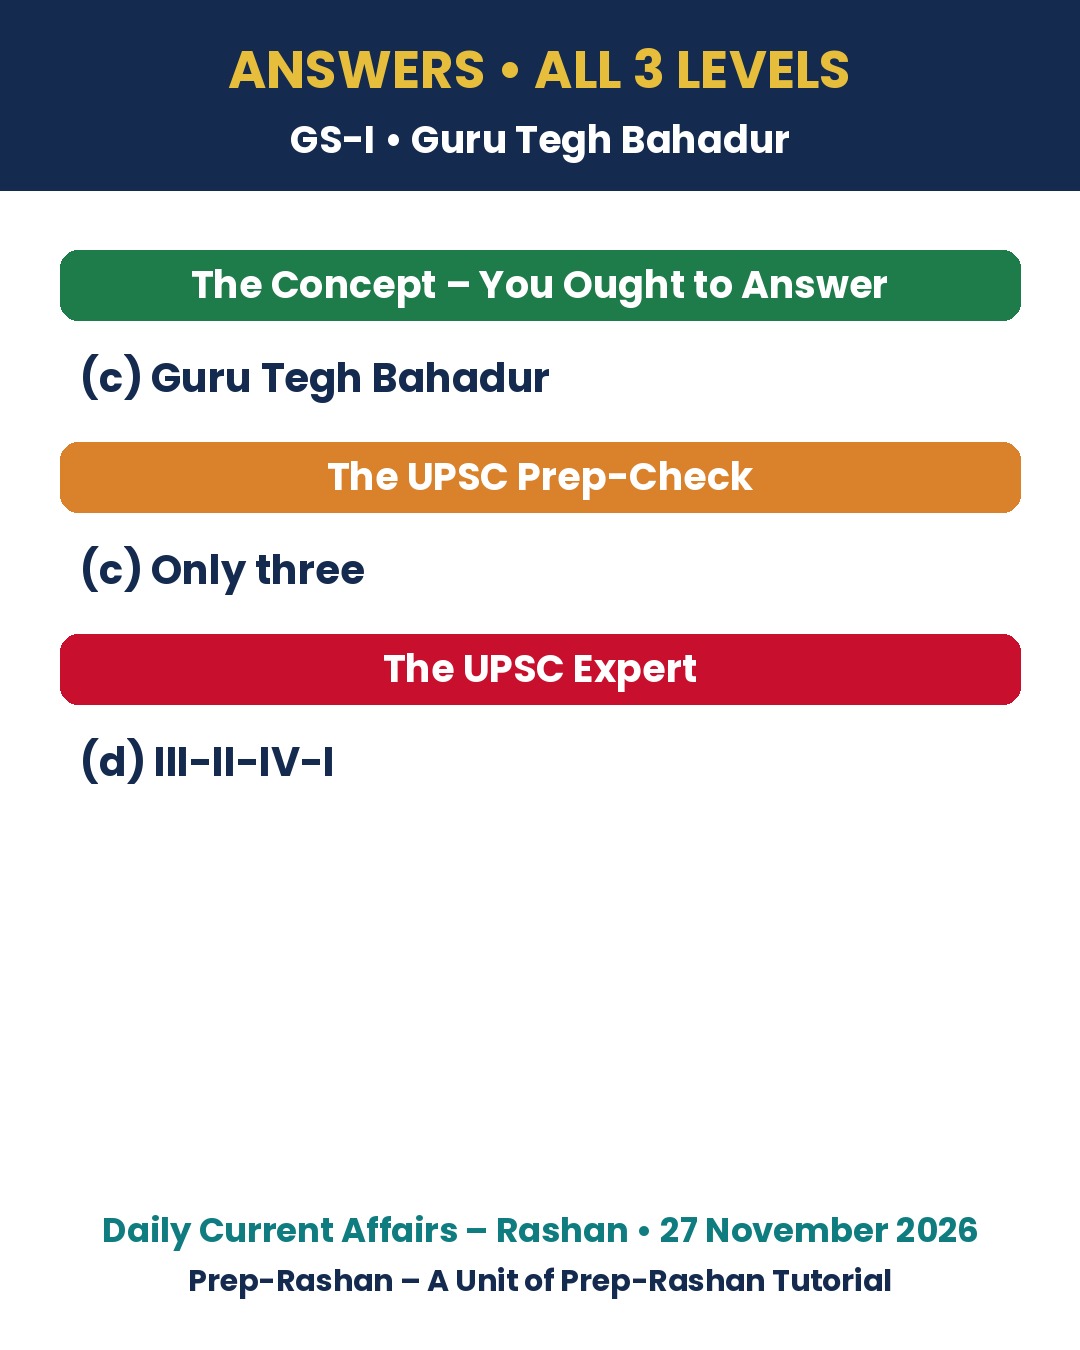 ANSWERS • ALL 3 LEVELS
GS-I • Guru Tegh Bahadur
The Concept – You Ought to Answer
(c) Guru Tegh Bahadur
The UPSC Prep-Check
(c) Only three
The UPSC Expert
(d) III-II-IV-I
Daily Current Affairs – Rashan • 27 November 2026
Prep-Rashan – A Unit of Prep-Rashan Tutorial